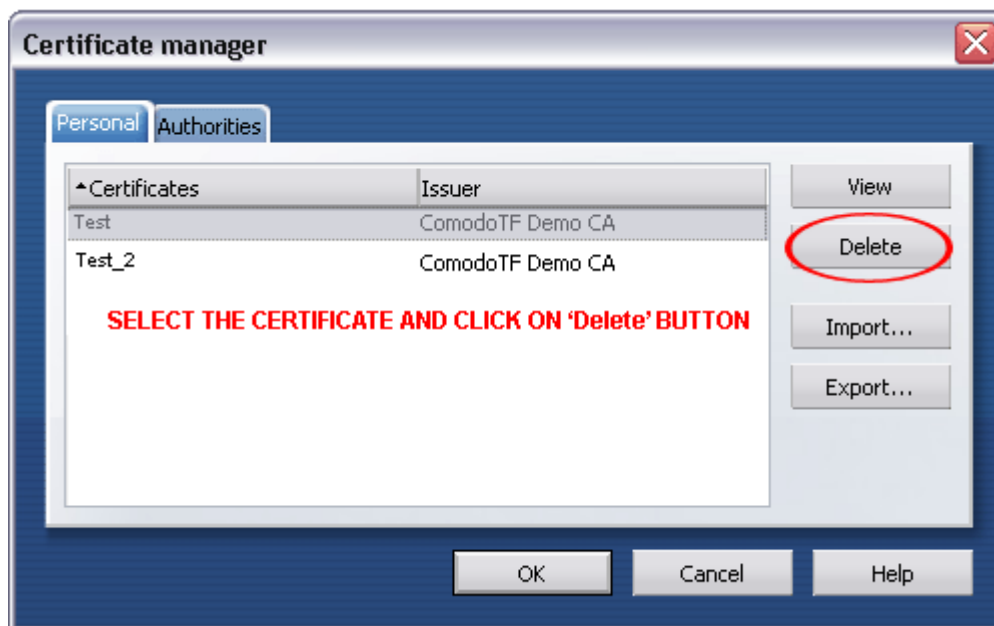 Certificate manager
Personal Authorities
Certificates Issuer View
Test ComodoTF Demo CA
Delete
Test_2 ComodoTF Demo CA
SELECT THE CERTIFICATE AND CLICK ON ‘Delete’ BUTTON
Import...
Export...
OK Cancel Help